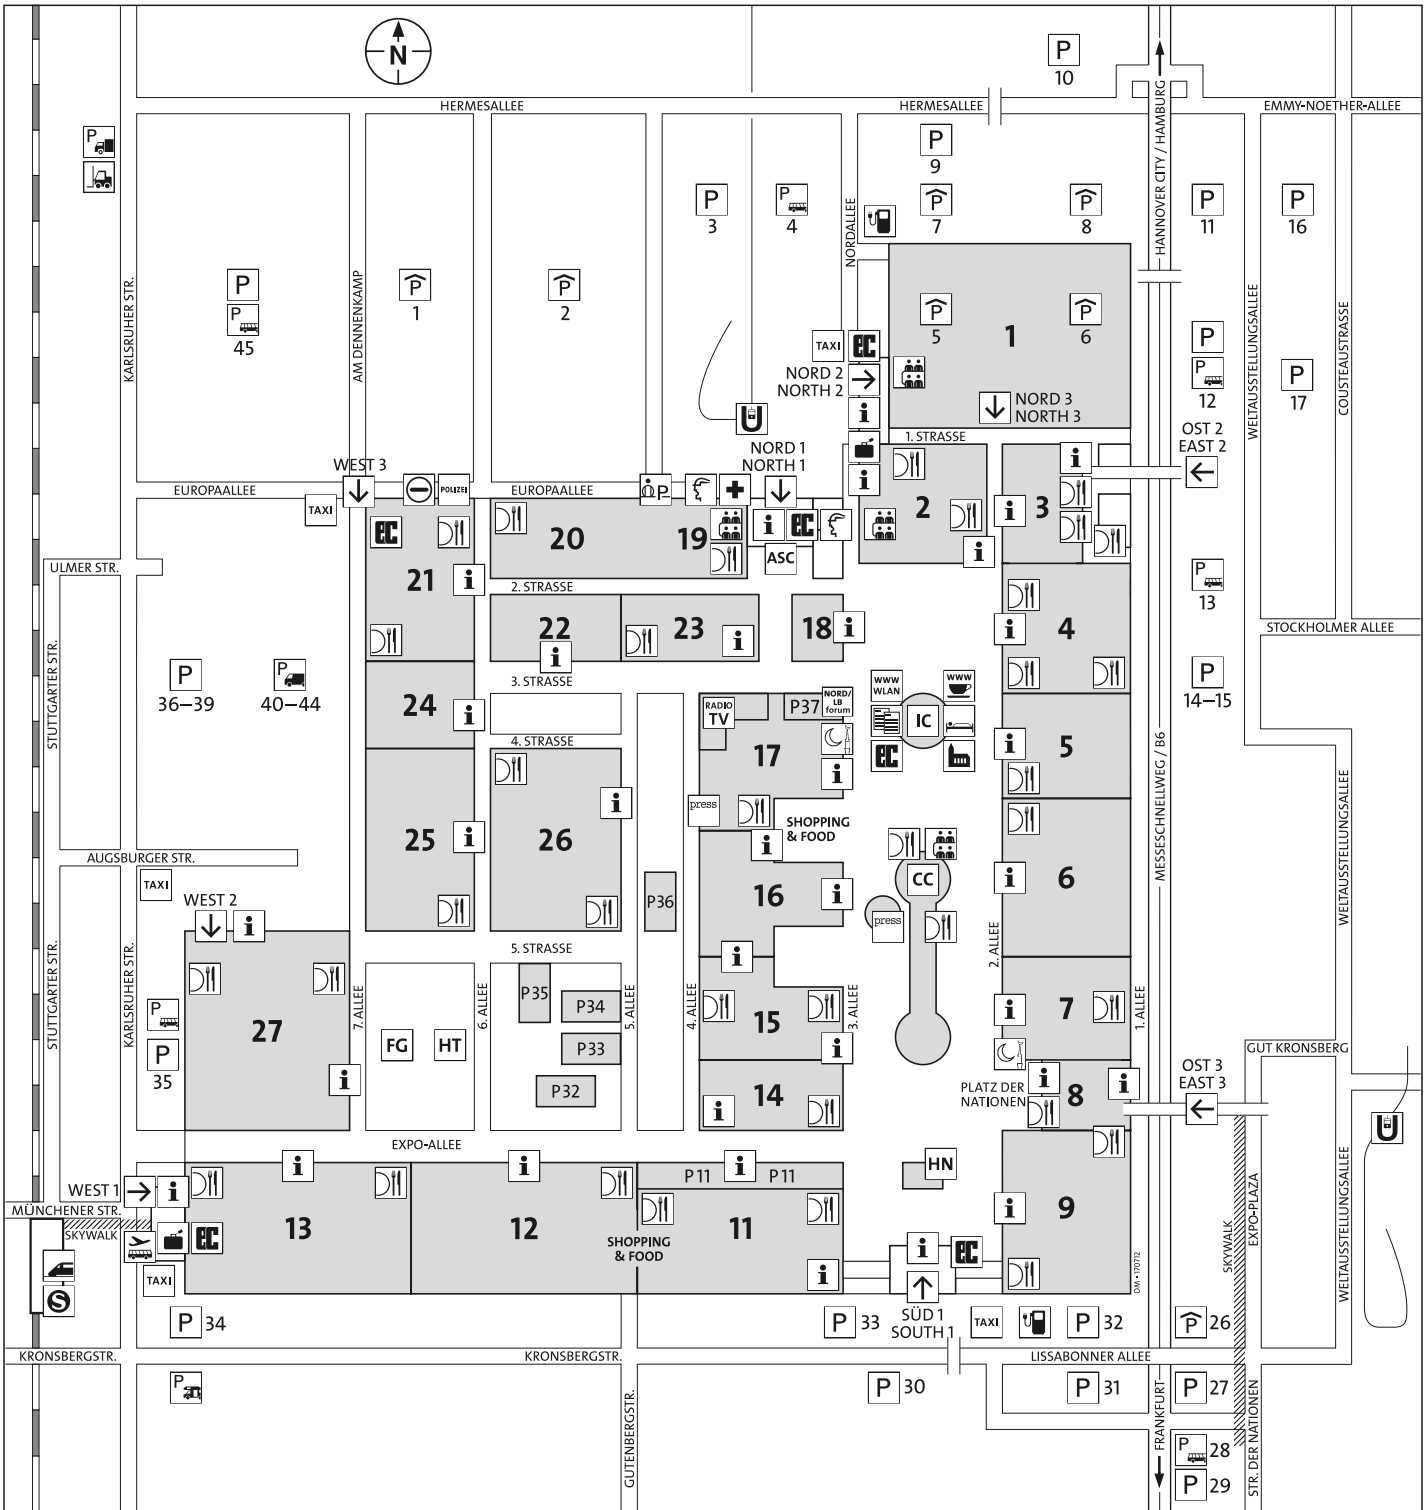 N
P
10
HERMESALLEE
HERMESALLEE
EMMY-NOETHER-ALLEE
HANNOVER CITY / HAMBURG
P
P
9
P
3
P
4
NORDALLEE
P
7
P
8
P
11
P
16
KARLSRUHER STR.
P
P
45
AM DENNENKAMP
P
1
P
2
P
5
1
P
6
WELTAUSSTELLUNGSALLEE
COUSTEAUSTRASSE
TAXI
EC
NORD 2
NORTH 2
i
NORD 3
NORTH 3
P
P
12
P
17
U
NORD 1
NORTH 1
i
1. STRASSE
OST 2
EAST 2
WEST 3
EUROPAALLEE
TAXI
POLIZEI
EUROPAALLEE
P
i
EC
ASC
2
i
i
i
3
EC
21
i
20
19
ULMER STR.
2. STRASSE
P
13
22
i
23
i
18
i
i
4
STOCKHOLMER ALLEE
STUTTGARTER STR.
P
36–39
P
40–44
3. STRASSE
24
i
4. STRASSE
RADIO
TV
P37
NORD/
LB
forum
17
i
www
WLAN
www
IC
EC
i
5
P
14–15
MESSESCHNELLWEG / B6
25
i
26
i
press
SHOPPING
& FOOD
i
WELTAUSSTELLUNGSALLEE
AUGSBURGER STR.
TAXI
WEST 2
i
P36
16
i
CC
press
i
6
5. STRASSE
i
2. ALLEE
STUTTGARTER STR.
KARLSRUHER STR.
P
P
35
27
i
7. ALLEE
FG
HT
6. ALLEE
P35
P34
P33
P32
5. ALLEE
4. ALLEE
15
i
3. ALLEE
i
7
1. ALLEE
GUT KRONSBERG
i
14
PLATZ DER
NATIONEN
i
8
i
OST 3
EAST 3
U
EXPO-ALLEE
WEST 1
i
MÜNCHENER STR.
SKYWALK
EC
TAXI
S
i
13
i
12
SHOPPING
& FOOD
P11
i
P11
11
i
HN
i
9
i
EC
SÜD 1
SOUTH 1
DM • 170712
SKYWALK
EXPO-PLAZA
WELTAUSSTELLUNGSALLEE
P 34
P 33
TAXI
P 32
P 26
KRONSBERGSTR.
KRONSBERGSTR.
LISSABONNER ALLEE
P
GUTENBERGSTR.
P 30
P 31
P 27
FRANKFURT
P 28
P 29
STR. DER NATIONEN